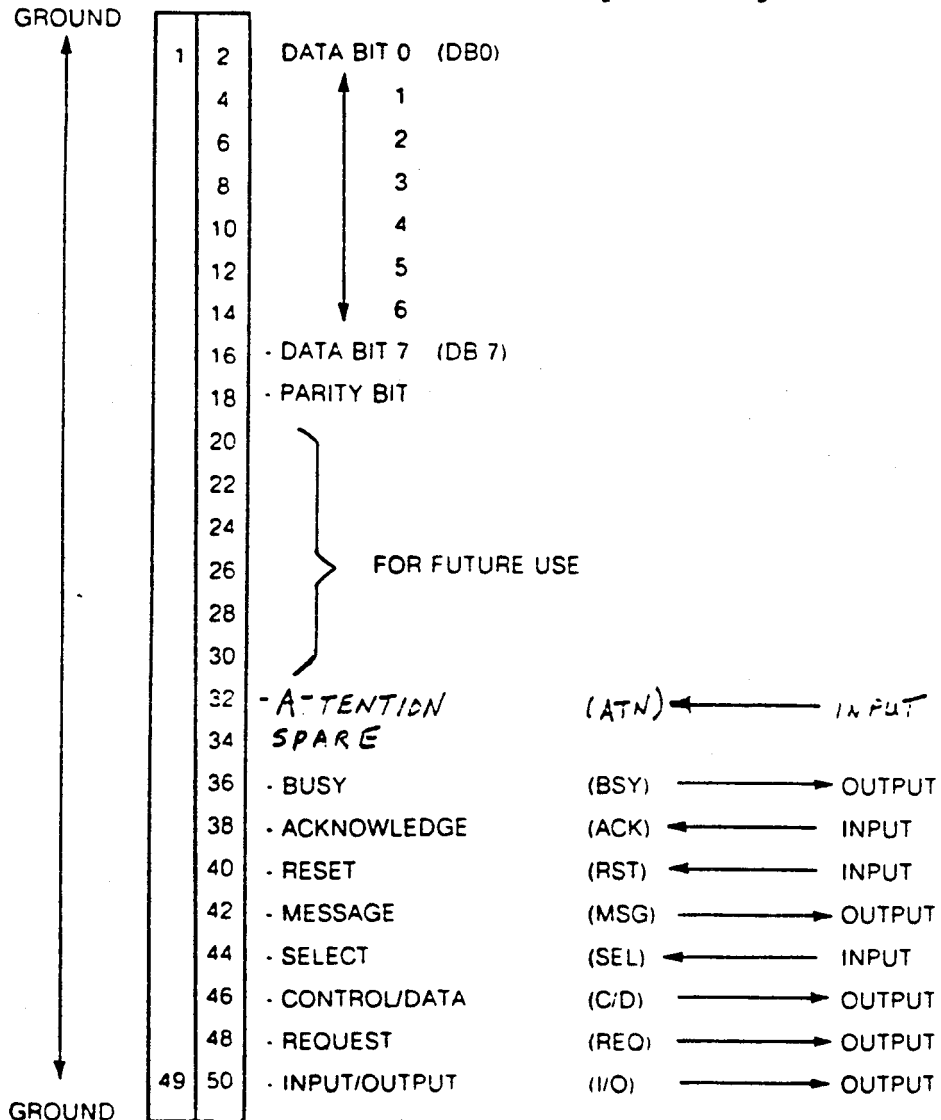 GROUND
1 2 DATA BIT 0 (DB0)
4 1
6 2
8 3
10 4
12 5
14 6
16 - DATA BIT 7 (DB 7)
18 - PARITY BIT
20
22
24
26 FOR FUTURE USE
28
30
32 - ATTENTION (ATN) INPUT
34 SPARE
36 - BUSY (BSY) OUTPUT
38 - ACKNOWLEDGE (ACK) INPUT
40 - RESET (RST) INPUT
42 - MESSAGE (MSG) OUTPUT
44 - SELECT (SEL) INPUT
46 - CONTROL/DATA (C/D) OUTPUT
48 - REQUEST (REQ) OUTPUT
49 50 - INPUT/OUTPUT (I/O) OUTPUT
GROUND